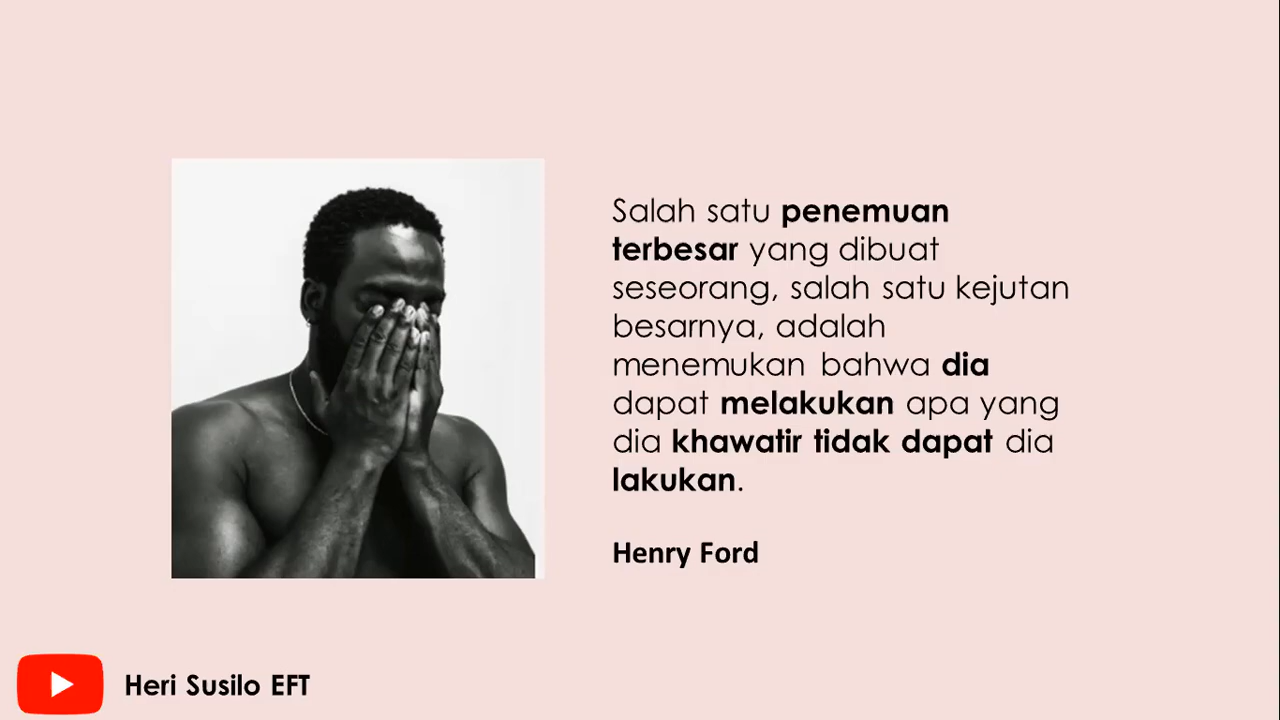 Salah satu penemuan
terbesar yang dibuat
seseorang, salah satu kejutan
besarnya, adalah
menemukan bahwa dia
dapat melakukan apa yang
dia khawatir tidak dapat dia
lakukan.
Henry Ford
Heri Susilo EFT